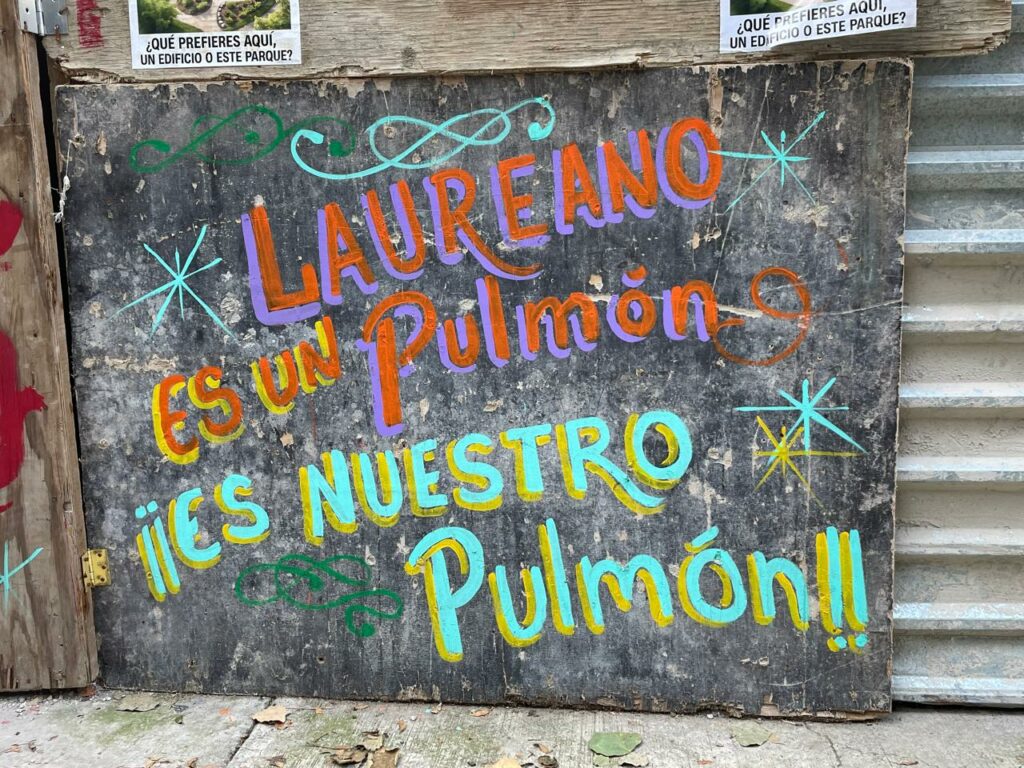 ¿QUÉ PREFIERES AQUÍ,
UN EDIFICIO O ESTE PARQUE?
¿QUÉ PREFIERES AQUÍ,
UN EDIFICIO O ESTE PARQUE?
LAUREANO
ES UN Pulmón
¡¡ES NUESTRO
Pulmón!!